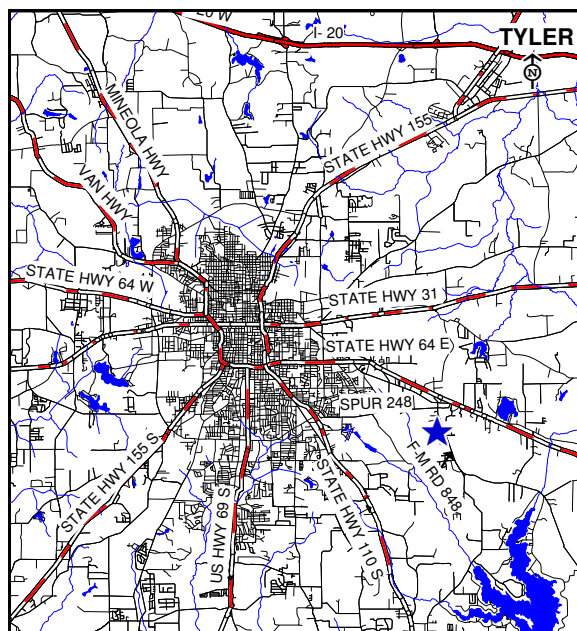 20 W
I- 20
TYLER
N
MINEOLA HWY
STATE HWY 155
VAN HWY
STATE HWY 64 W
STATE HWY 31
STATE HWY 64 E
SPUR 248
F-M RD 848
STATE HWY 155 S
US HWY 69 S
STATE HWY 110 S